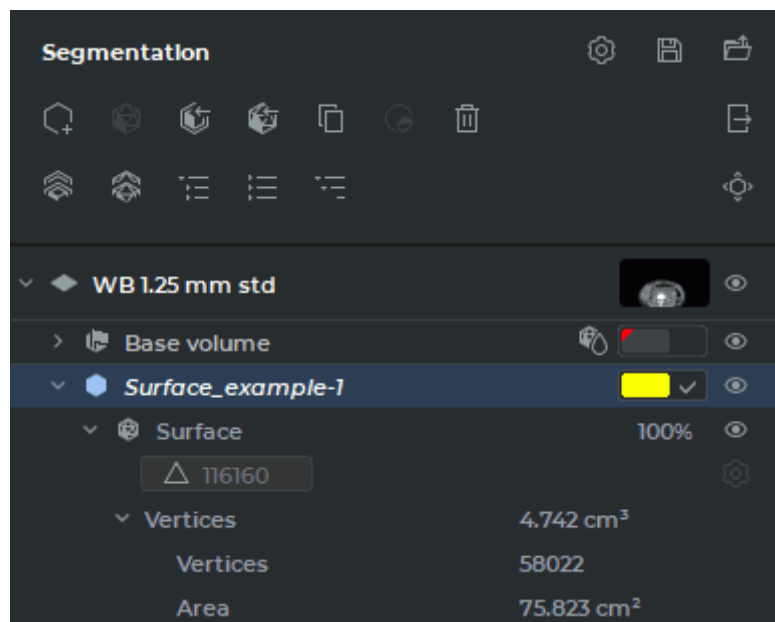 Segmentation
WB 1.25 mm std
Base volume
Surface_example-1
Surface 100%
116160
Vertices 4.742 cm³
Vertices 58022
Area 75.823 cm²